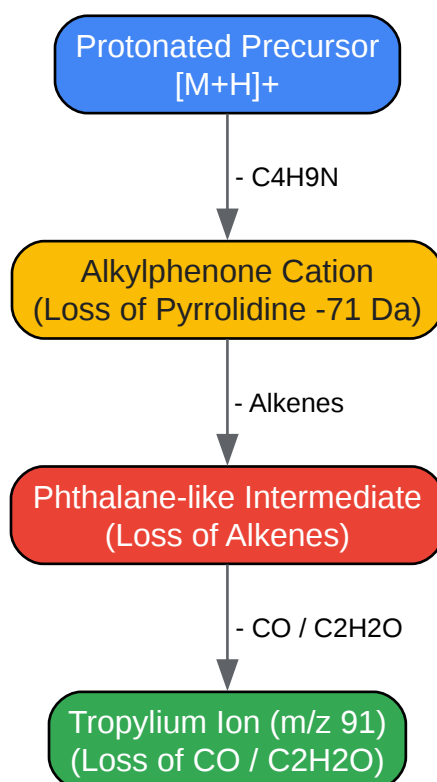 Protonated Precursor
[M+H]+
- C4H9N
Alkylphenone Cation
(Loss of Pyrrolidine -71 Da)
- Alkenes
Phthalane-like Intermediate
(Loss of Alkenes)
- CO / C2H2O
Tropylium Ion (m/z 91)
(Loss of CO / C2H2O)